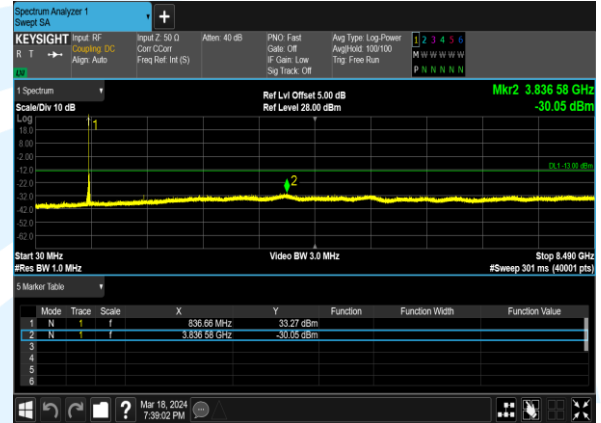 Spectrum Analyzer 1
Swept SA
KEYSIGHT Input: RF Input Z: 50 Ω Atten: 40 dB PNO: Fast Avg Type: Log-Power 1 2 3 4 5 6
R T Coupling: DC Corr CCorr Gate: Off Avg|Hold: 100/100 M W W W W W
Align: Auto Freq Ref: Int (S) IF Gain: Low Trig: Free Run P N N N N N
Sig Track: Off
1 Spectrum Ref Lvl Offset 5.00 dB Mkr2 3.836 58 GHz
Scale/Div 10 dB Ref Level 28.00 dBm -30.05 dBm
Log
1
18.0
8.00
-2.00
-12.0 DL1 -13.00 dBm
-22.0 2
-32.0
-42.0
-52.0
-62.0
Start 30 MHz Video BW 3.0 MHz Stop 8.490 GHz
#Res BW 1.0 MHz #Sweep 301 ms (40001 pts)
5 Marker Table
Mode Trace Scale X Y Function Function Width Function Value
1 N 1 f 836.66 MHz 33.27 dBm
2 N 1 f 3.836 58 GHz -30.05 dBm
3
4
5
6
? Mar 18, 2024
7:39:02 PM